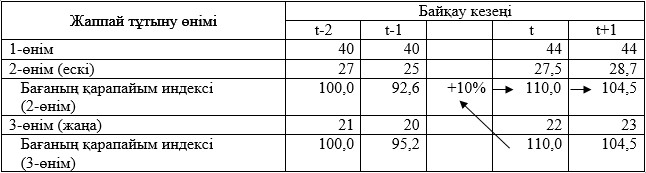 Жаппай тұтыну өнімі Байқау кезеңі
t-2 t-1 t t+1
1-өнім 40 40 44 44
2-өнім (ескі) 27 25 27,5 28,7
Бағаның қарапайым индексі 100,0 92,6 +10% 110,0 104,5
(2-өнім)
3-өнім (жаңа) 21 20 22 23
Бағаның қарапайым индексі 100,0 95,2 110,0 104,5
(3-өнім)